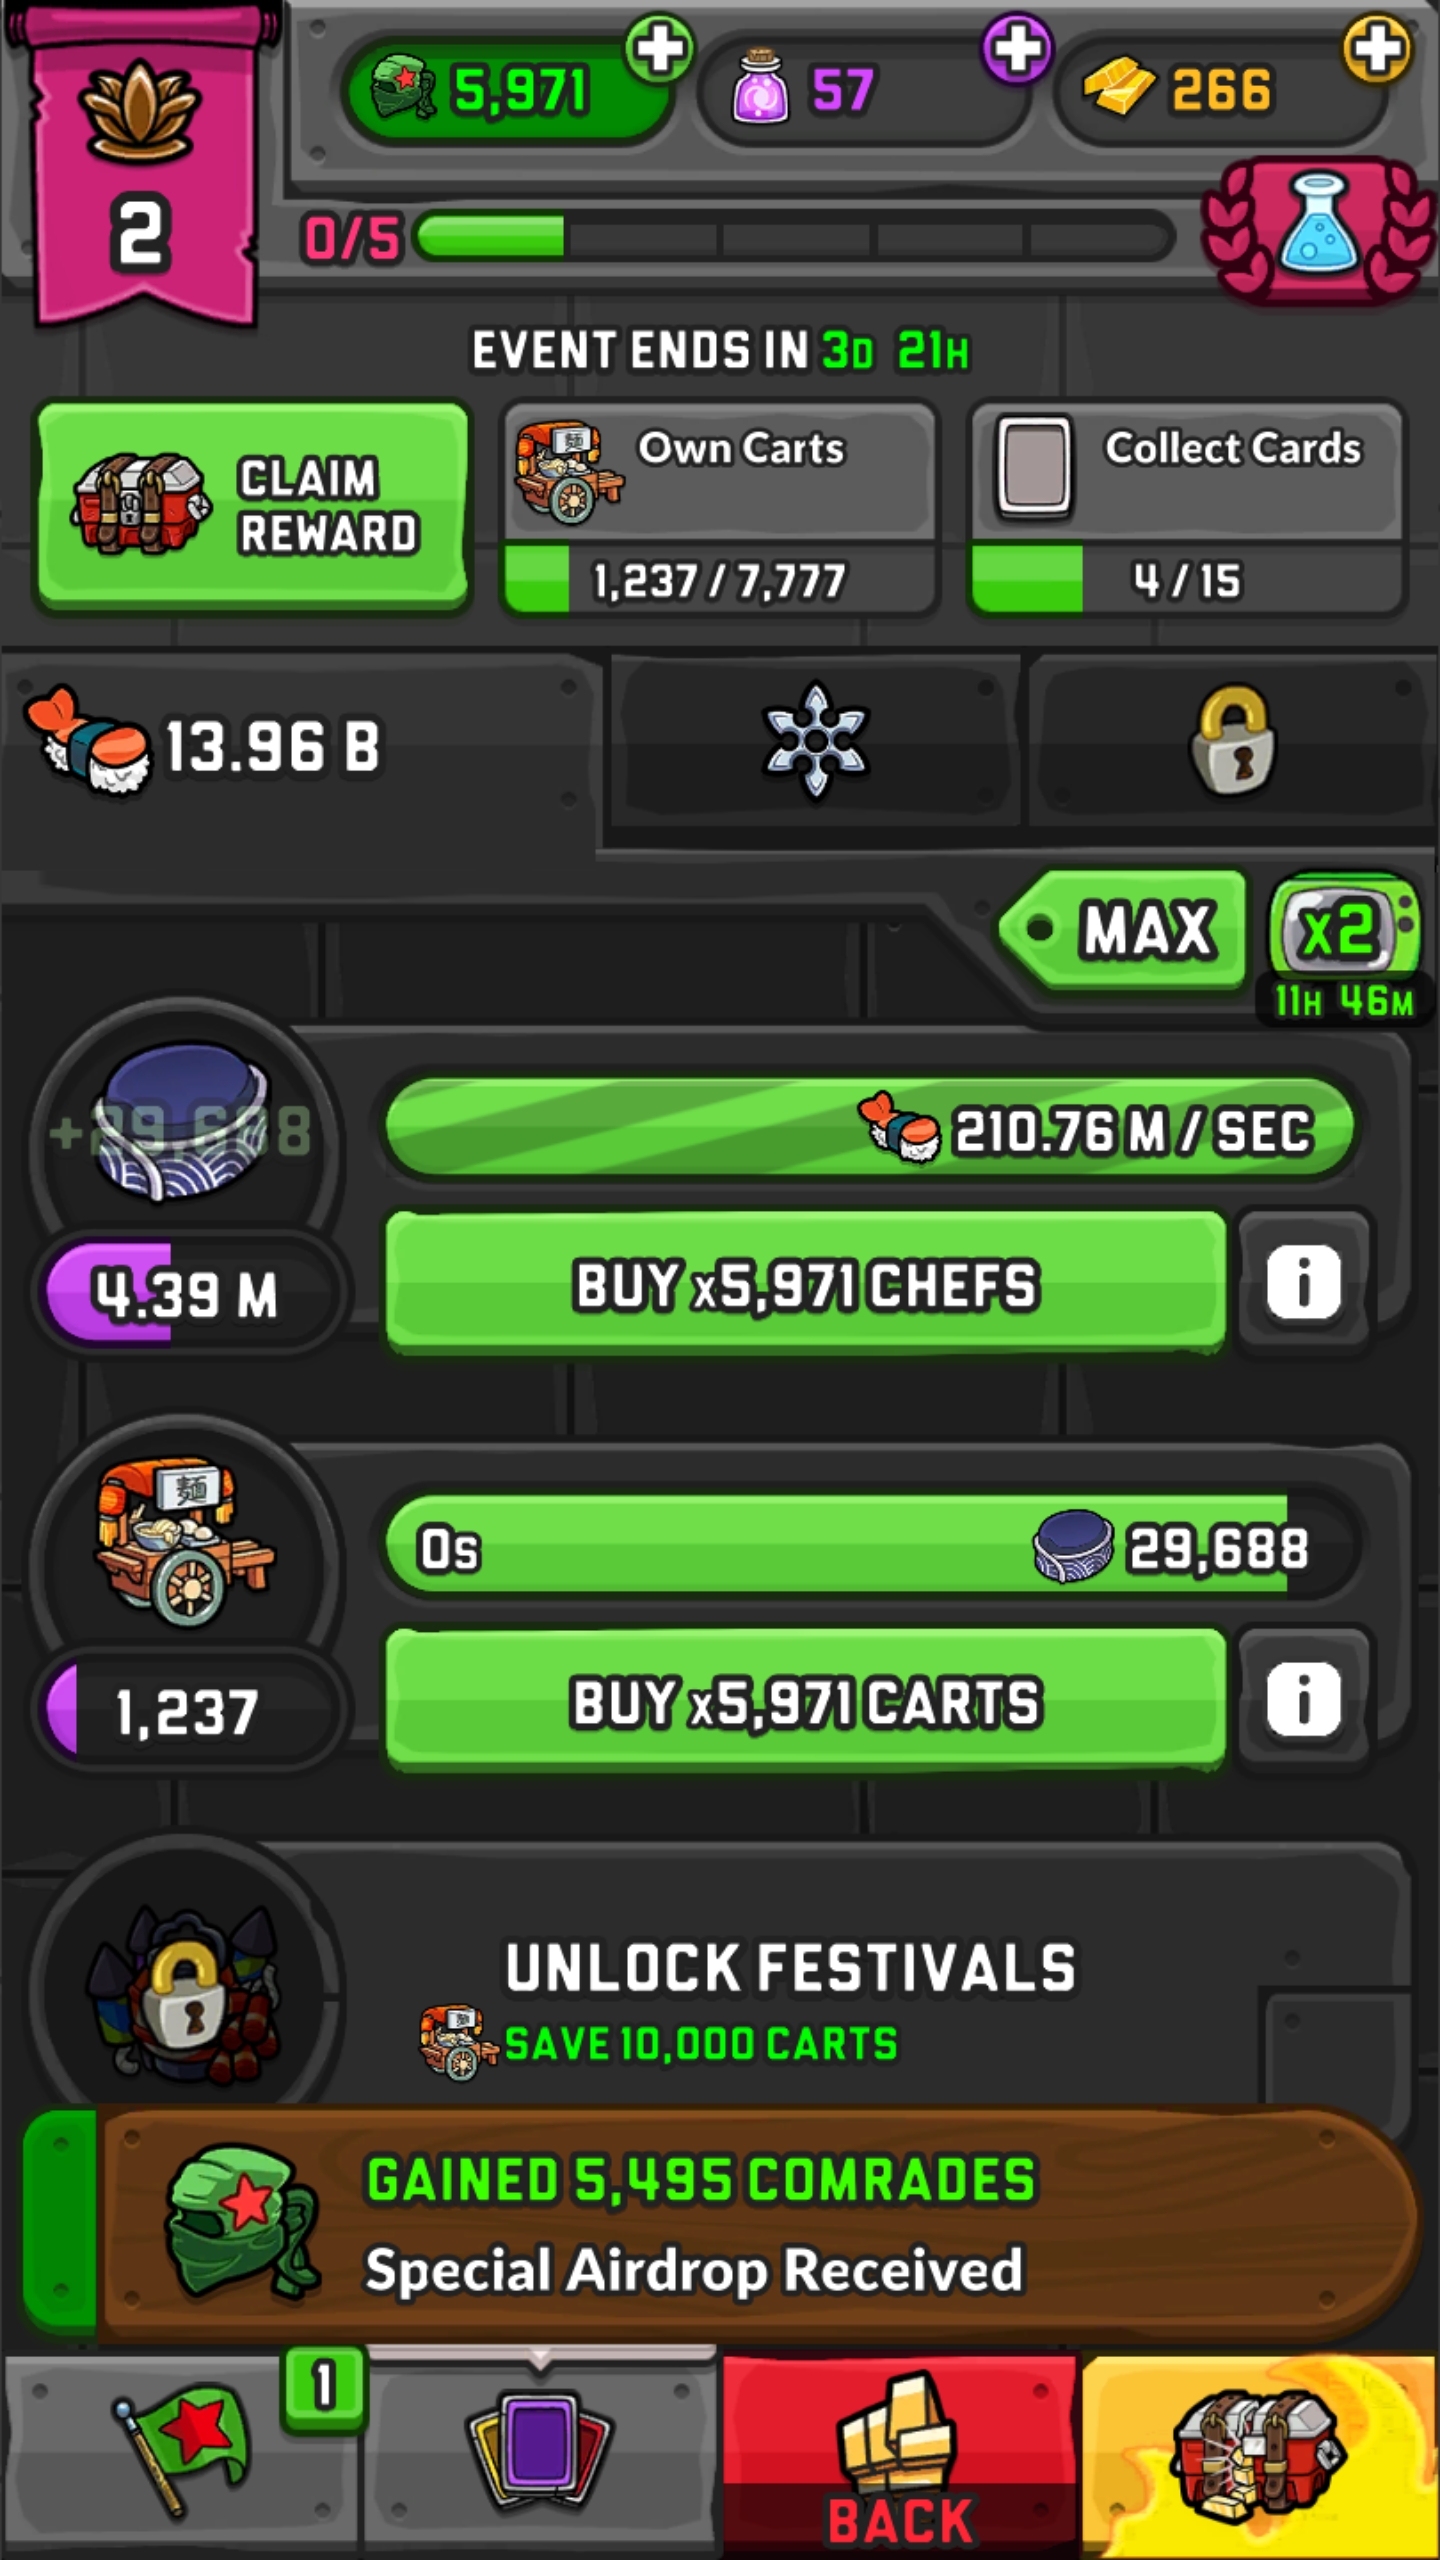 5,971
57
266
2
0/5
EVENT ENDS IN 3D 21H
CLAIM
REWARD
Own Carts
1,237 / 7,777
Collect Cards
4 / 15
13.96 B
MAX
x2
11H 46M
+29,688
210.76 M / SEC
4.39 M
BUY x5,971 CHEFS
i
麺
0s
29,688
1,237
BUY x5,971 CARTS
i
UNLOCK FESTIVALS
SAVE 10,000 CARTS
GAINED 5,495 COMRADES
Special Airdrop Received
1
BACK